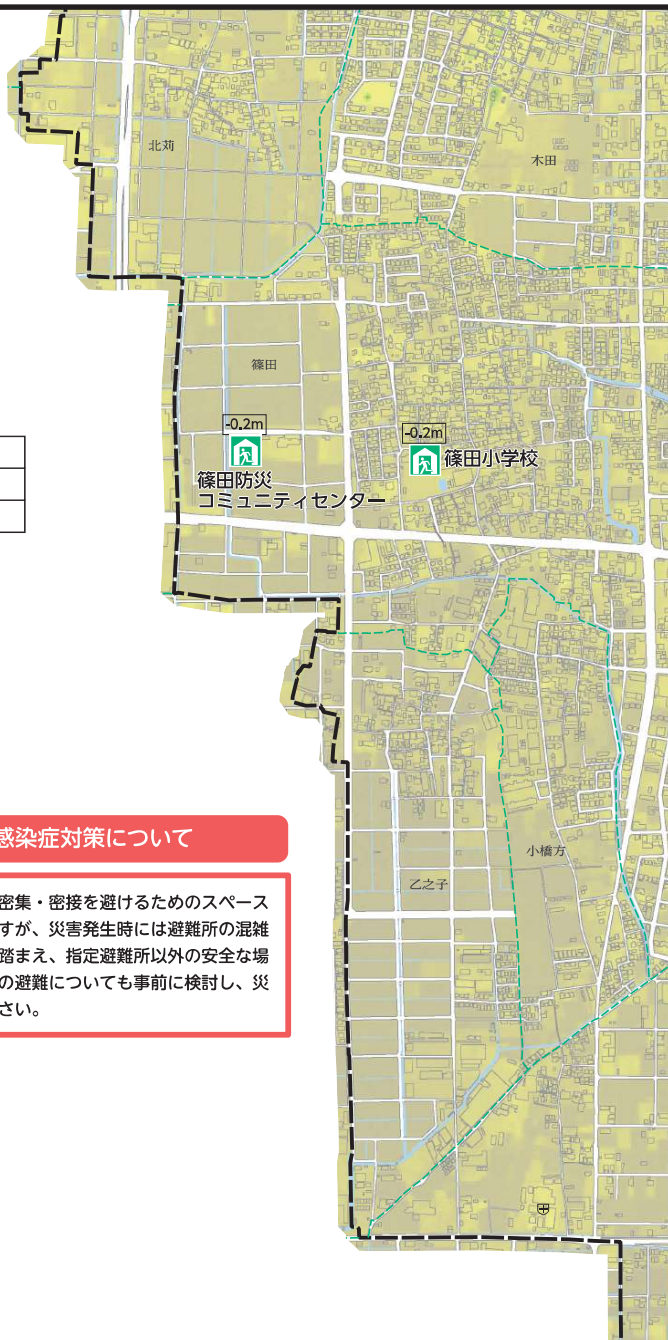 北苅
木田
篠田
-0.2m
篠田防災
コミュニティセンター
-0.2m
篠田小学校
感染症対策について
密集・密接を避けるためのスペース
すが、災害発生時には避難所の混雑
踏まえ、指定避難所以外の安全な場
の避難についても事前に検討し、災
さい。
小橋方
乙之子